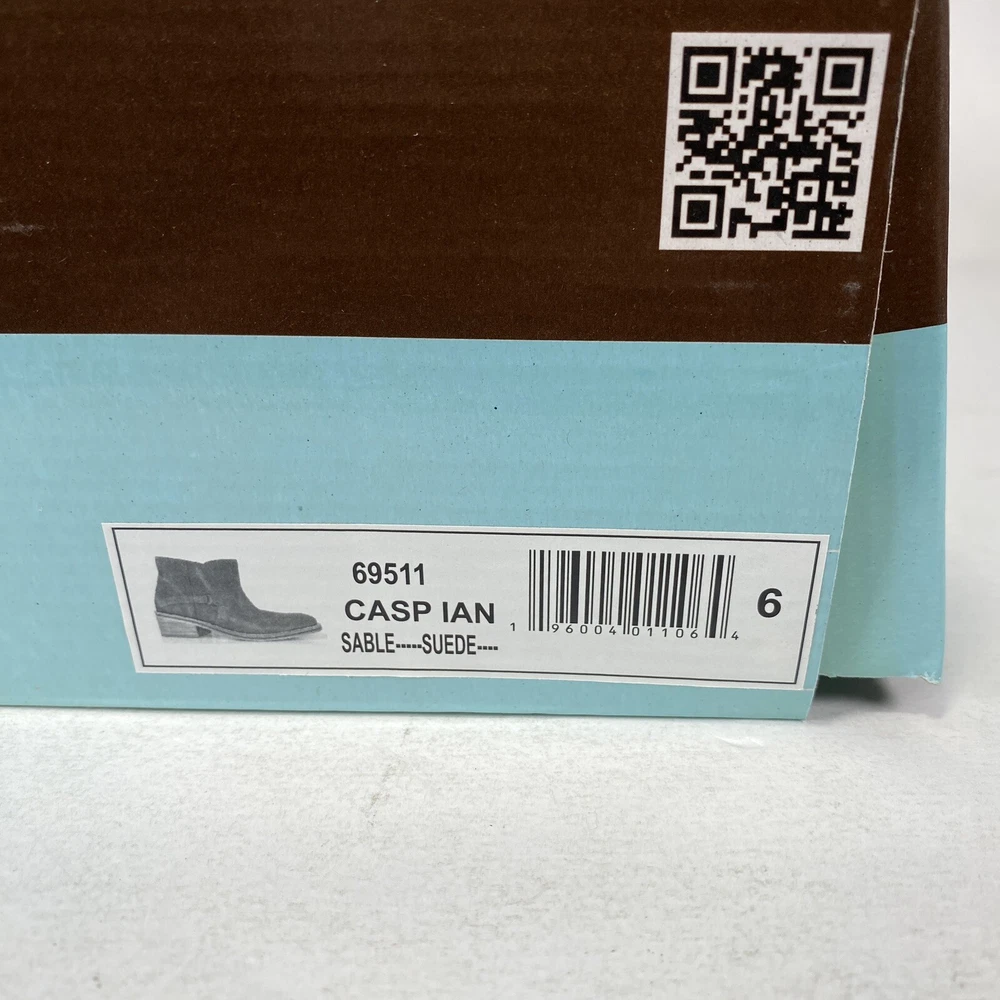 69511
CASP IAN
SABLE-----SUEDE----
1 96004 01106 4
6